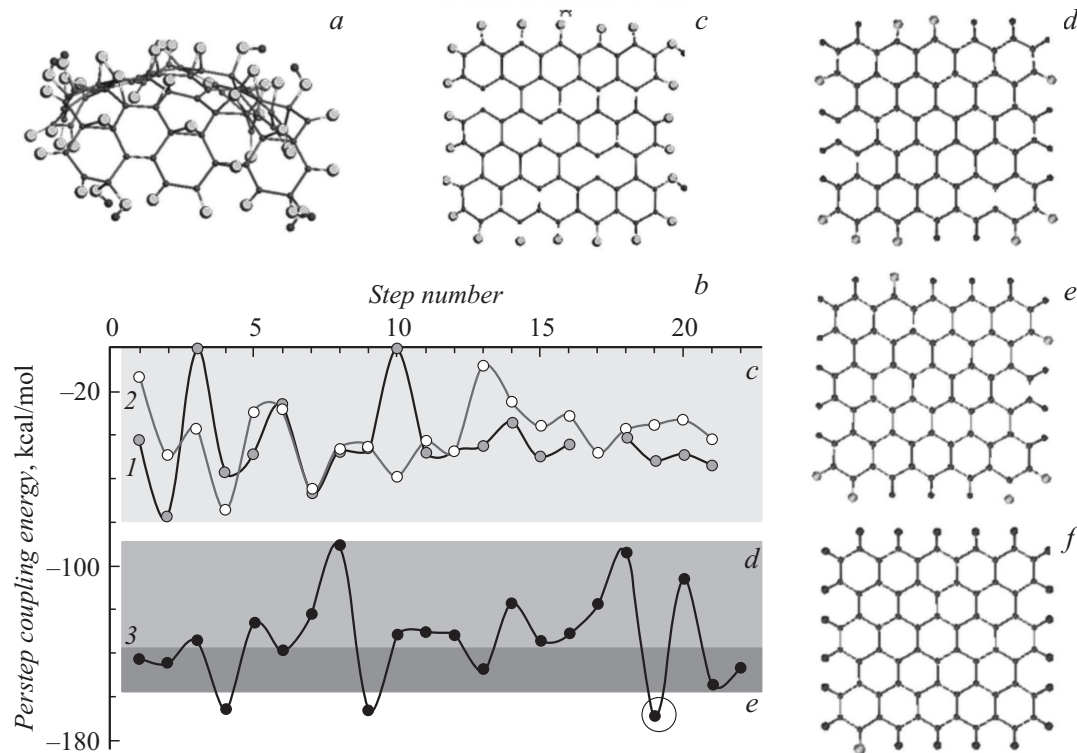 a
c
d
b
Step number
0 5 10 15 20
c
–20
2
1
e
d
–100
3
e
–180
Perstep coupling energy, kcal/mol
f